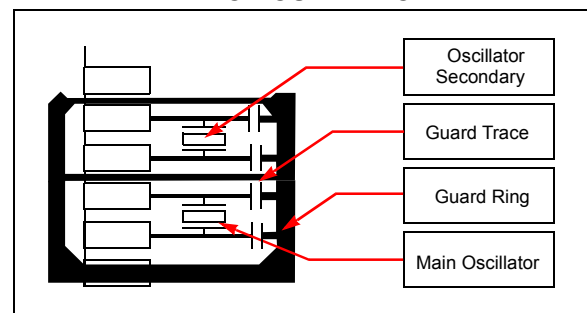 Oscillator
Secondary
Guard Trace
Guard Ring
Main Oscillator